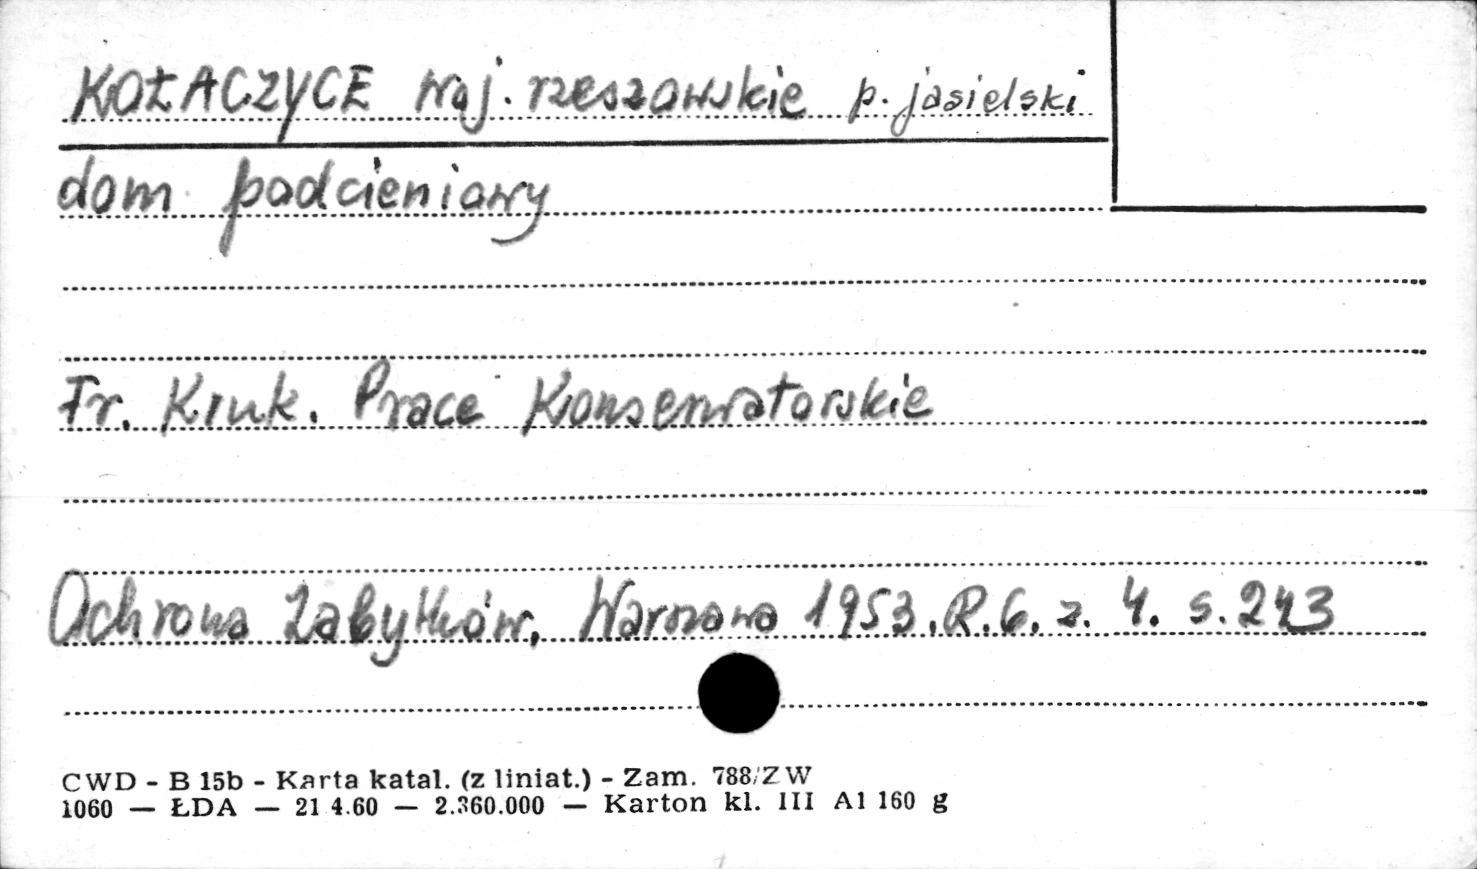 KOŁACZYCE woj. rzeszowskie p. jasielski
dom podcieniowy
Fr. Kruk. Prace Konserwatorskie
Ochrona Zabytków, Warszawa 1953. R.6. z. 4. s. 243
CWD - B 15b - Karta katal. (z liniat.) - Zam. 788/ZW
1060 — ŁDA — 21 4.60 — 2.360.000 — Karton kl. III A1 160 g